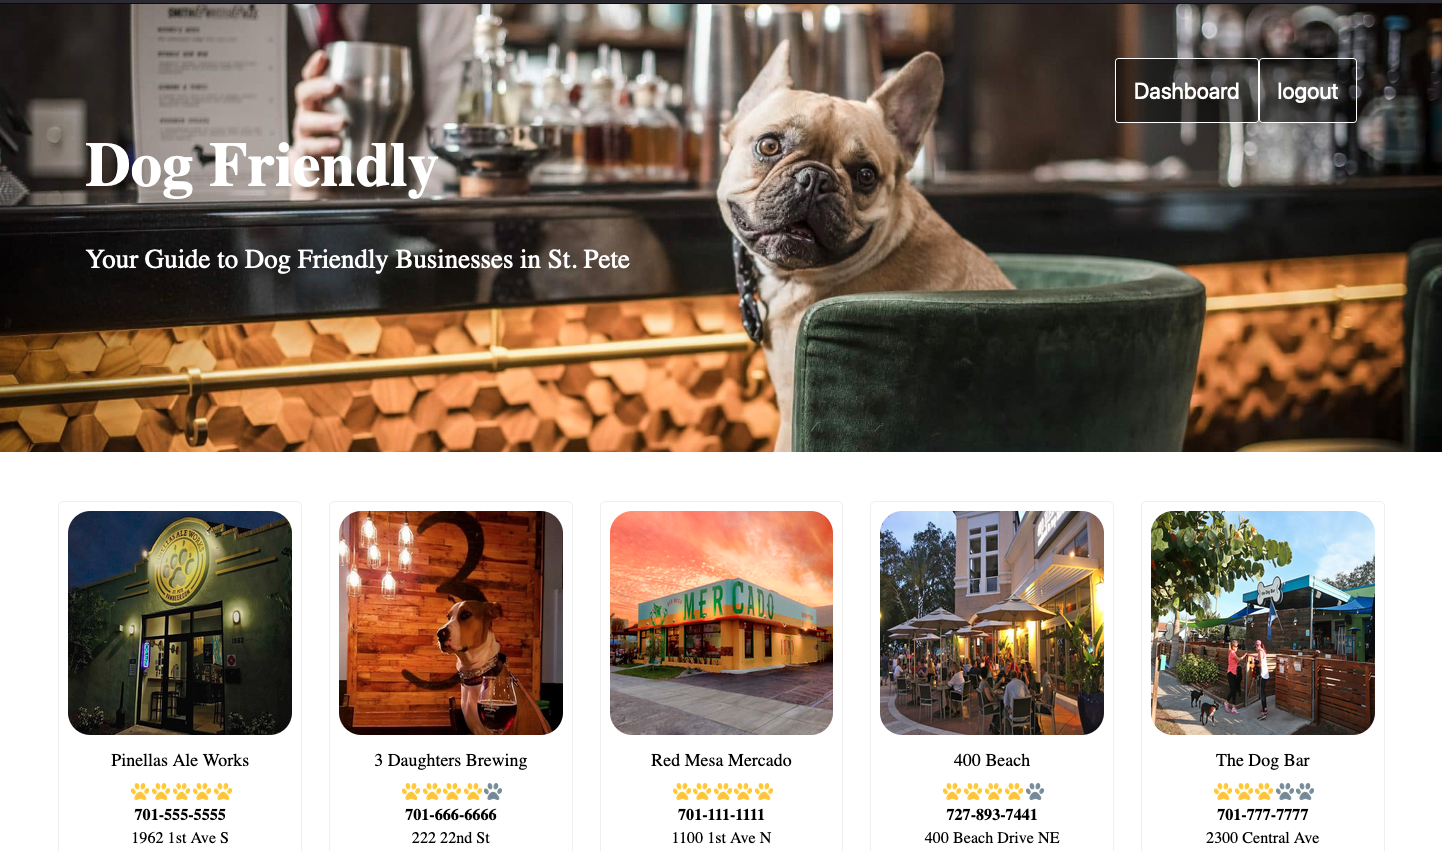 Dashboard
logout
Dog Friendly
Your Guide to Dog Friendly Businesses in St. Pete
3
MERCADO
Pinellas Ale Works
3 Daughters Brewing
Red Mesa Mercado
400 Beach
The Dog Bar
701-555-5555
701-666-6666
701-111-1111
727-893-7441
701-777-7777
1962 1st Ave S
222 22nd St
1100 1st Ave N
400 Beach Drive NE
2300 Central Ave